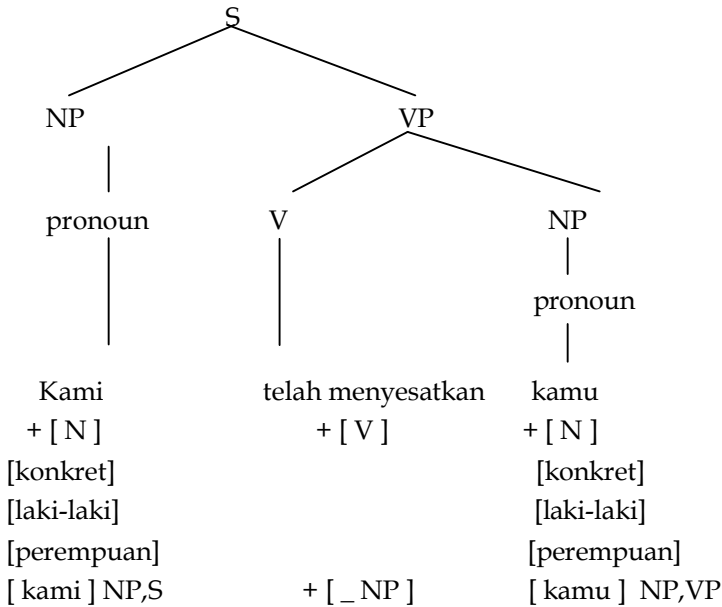 S
NP VP
pronoun V NP
pronoun
Kami telah menyesatkan kamu
+ [ N ] + [ V ] + [ N ]
[konkret] [konkret]
[laki-laki] [laki-laki]
[perempuan] [perempuan]
[ kami ] NP,S + [ _ NP ] [ kamu ] NP,VP